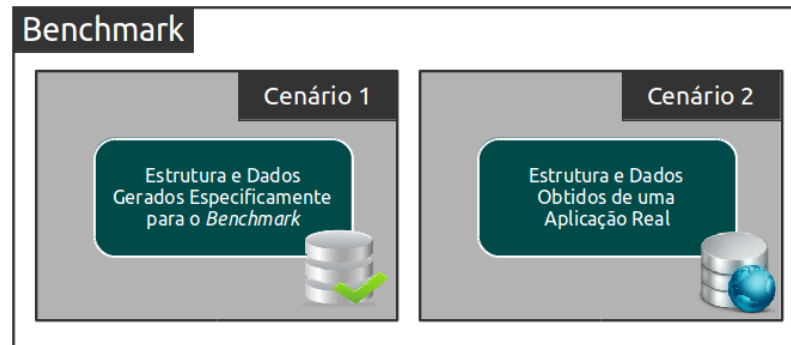 Benchmark
Cenário 1
Estrutura e Dados
Gerados Especificamente
para o Benchmark
Cenário 2
Estrutura e Dados
Obtidos de uma
Aplicação Real